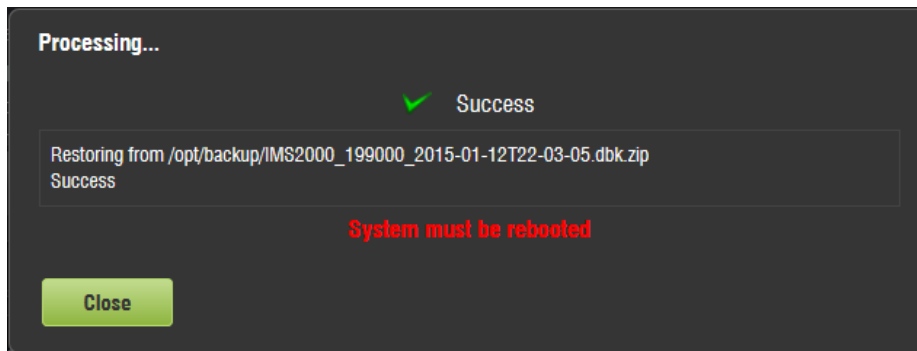 Processing...
Success
Restoring from /opt/backup/IMS2000_199000_2015-01-12T22-03-05.dbk.zip
Success
System must be rebooted
Close